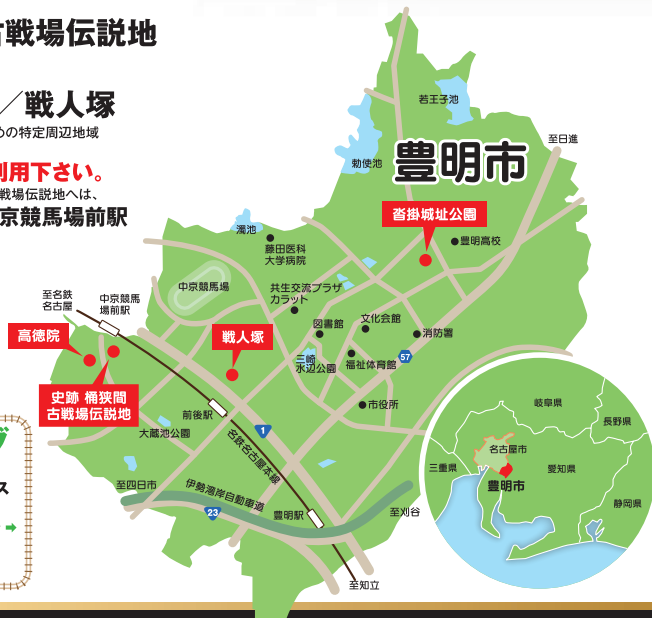 古戦場伝説地
／戦人塚
めの特定周辺地域
利用下さい。
戦場伝説地へは、
京競馬場前駅
若王子池
至日進
勅使池
豊明市
沓掛城址公園
濁池
豊明高校
藤田医科
大学病院
中京競馬場
共生交流プラザ
カラット
至名鉄
名古屋
中京競馬
場前駅
文化会館
図書館
消防署
高徳院
戦人塚
三崎
水辺公園
福祉体育館
57
史跡 桶狭間
古戦場伝説地
市役所
前後駅
大蔵池公園
1
名鉄名古屋本線
至四日市
伊勢湾岸自動車道
23
豊明駅
至刈谷
至知立
岐阜県
長野県
名古屋市
三重県
愛知県
豊明市
静岡県
ス